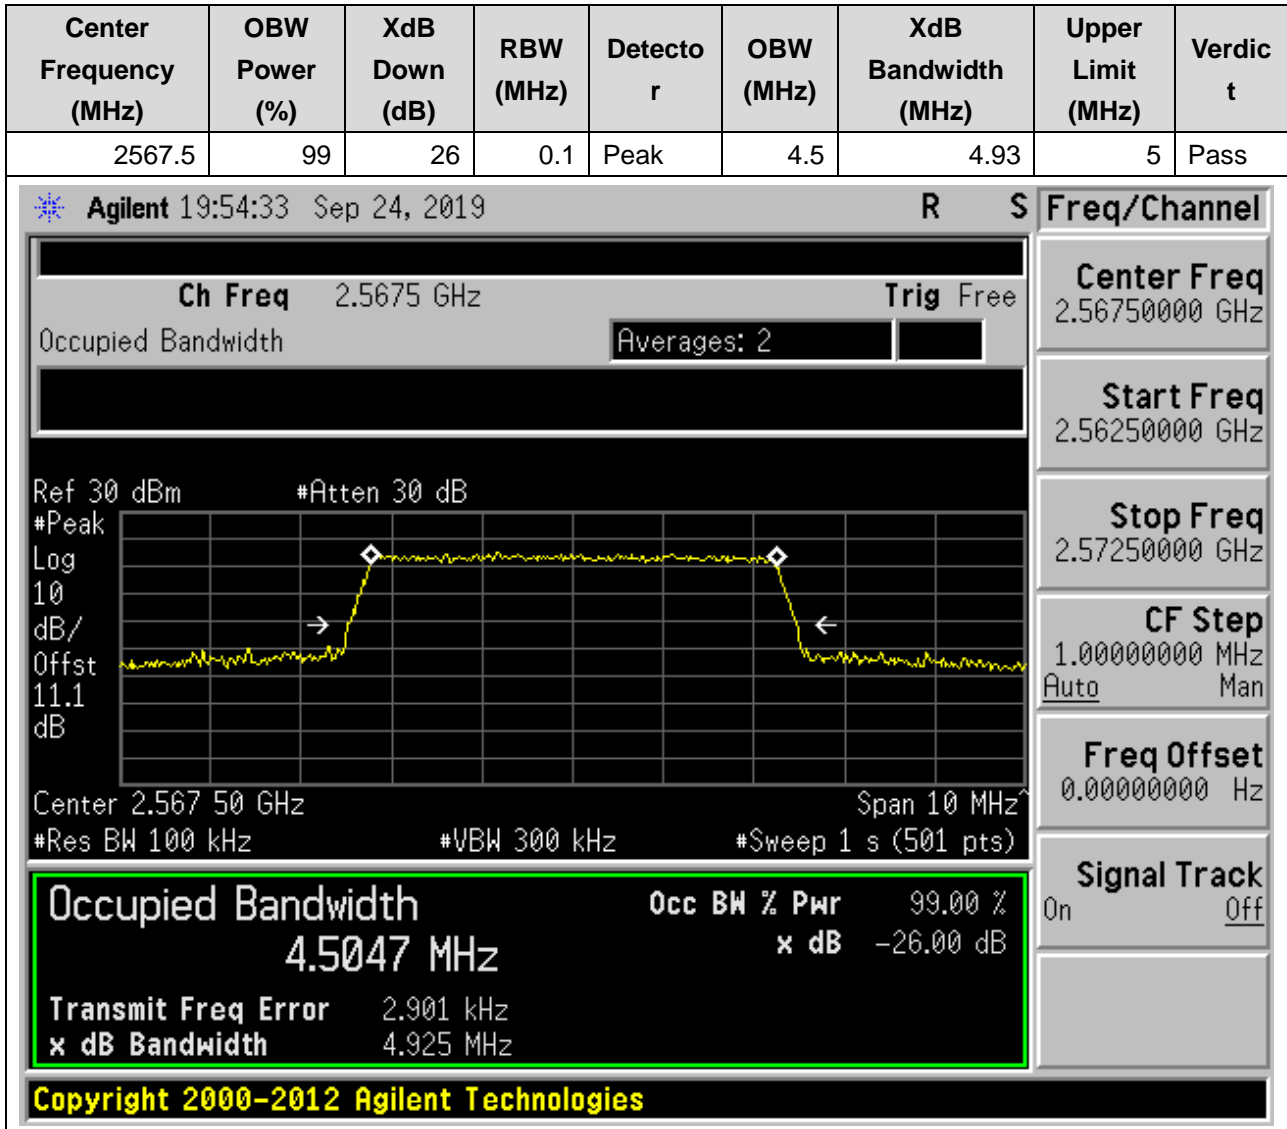 Center Frequency (MHz) OBW Power (%) XdB Down (dB) RBW (MHz) Detecto r OBW (MHz) XdB Bandwidth (MHz) Upper Limit (MHz) Verdic t
2567.5 99 26 0.1 Peak 4.5 4.93 5 Pass
Agilent 19:54:33 Sep 24, 2019 R S
Ch Freq 2.5675 GHz Trig Free
Occupied Bandwidth Averages: 2
Ref 30 dBm #Atten 30 dB
#Peak
Log
10
dB/
Offst
11.1
dB
Center 2.567 50 GHz Span 10 MHz^
#Res BW 100 kHz #VBW 300 kHz #Sweep 1 s (501 pts)
Occupied Bandwidth Occ BW % Pwr 99.00 %
4.5047 MHz x dB -26.00 dB
Transmit Freq Error 2.901 kHz
x dB Bandwidth 4.925 MHz
Copyright 2000-2012 Agilent Technologies
Freq/Channel
Center Freq
2.56750000 GHz
Start Freq
2.56250000 GHz
Stop Freq
2.57250000 GHz
CF Step
1.00000000 MHz
Auto Man
Freq Offset
0.00000000 Hz
Signal Track
On Off